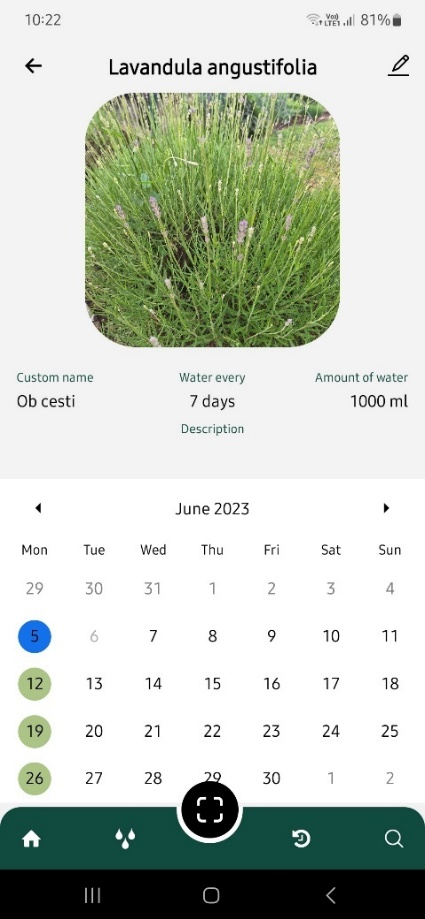 10:22 Vo)) LTE1 81%
Lavandula angustifolia
Custom name Water every Amount of water
Ob cesti 7 days 1000 ml
Description
June 2023
Mon Tue Wed Thu Fri Sat Sun
29 30 31 1 2 3 4
5 6 7 8 9 10 11
12 13 14 15 16 17 18
19 20 21 22 23 24 25
26 27 28 29 30 1 2